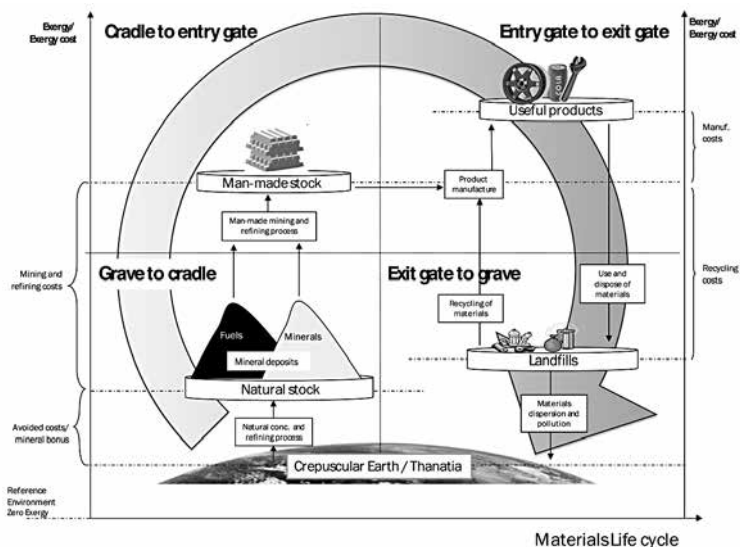 Exergy/
Exergy cost
Cradle to entry gate
Entry gate to exit gate
Exergy/
Exergy cost
COLA
Useful products
Manuf.
costs
Man-made stock
Product
manufacture
Man-made mining and
refining process
Mining and
refining costs
Grave to cradle
Exit gate to grave
Use and
dispose of
materials
Recycling
costs
Recycling of
materials
Fuels
Minerals
Mineral deposits
Landfills
Natural stock
Avoided costs/
mineral bonus
Natural conc. and
refining process
Materials
dispersion and
pollution
Crepuscular Earth / Thanatia
Reference
Environment
Zero Exergy
Materials Life cycle